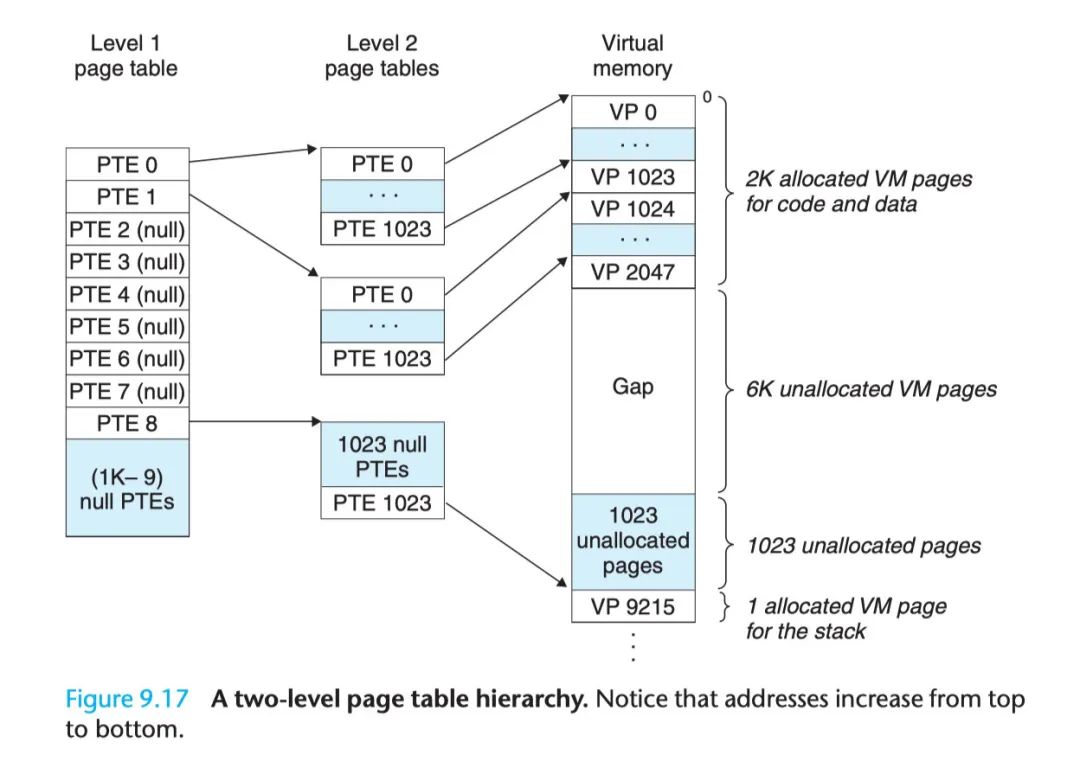 Level 1
page table
Level 2
page tables
Virtual
memory
PTE 0
PTE 1
PTE 2 (null)
PTE 3 (null)
PTE 4 (null)
PTE 5 (null)
PTE 6 (null)
PTE 7 (null)
PTE 8
(1K– 9)
null PTEs
PTE 0
. . .
PTE 1023
PTE 0
. . .
PTE 1023
1023 null
PTEs
PTE 1023
0
VP 0
. . .
VP 1023
VP 1024
. . .
VP 2047
Gap
1023
unallocated
pages
VP 9215
. . .
2K allocated VM pages
for code and data
6K unallocated VM pages
1023 unallocated pages
1 allocated VM page
for the stack
Figure 9.17 A two-level page table hierarchy. Notice that addresses increase from top
to bottom.